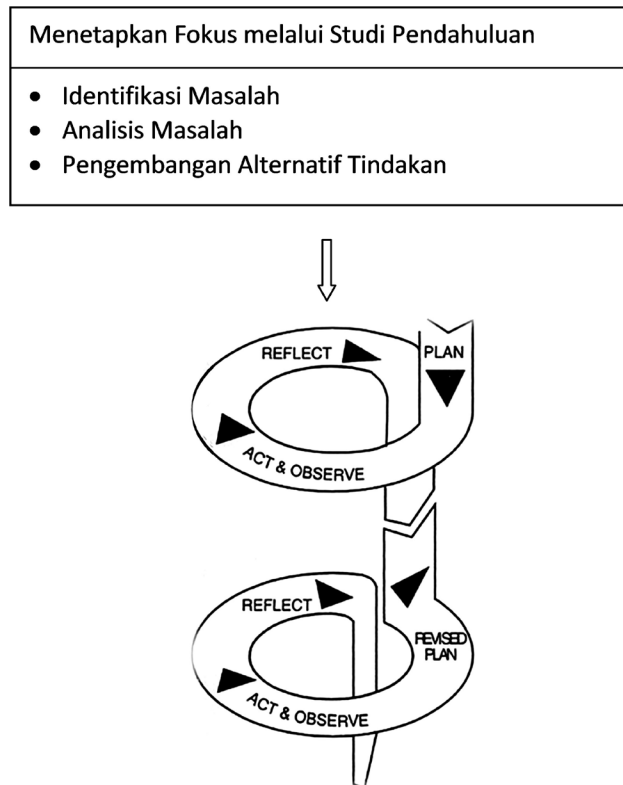 Menetapkan Fokus melalui Studi Pendahuluan
• Identifikasi Masalah
• Analisis Masalah
• Pengembangan Alternatif Tindakan
REFLECT
PLAN
ACT & OBSERVE
REFLECT
REVISED
PLAN
ACT & OBSERVE